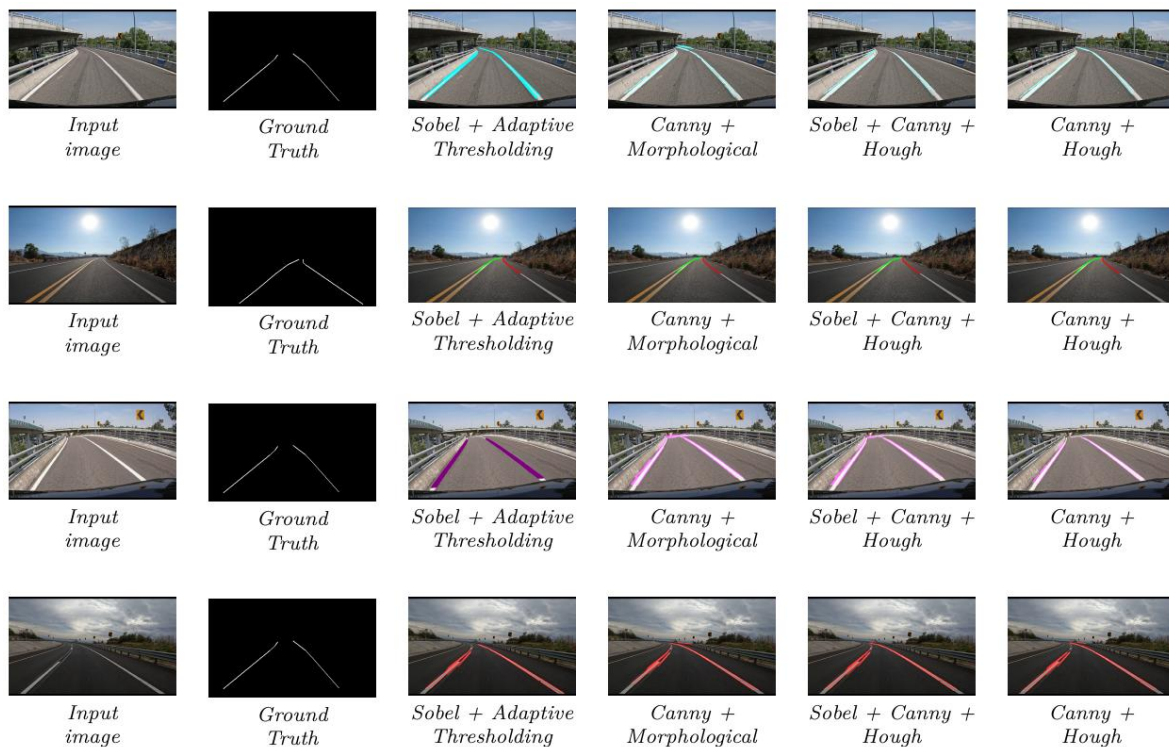 Input image
Ground Truth
Sobel + Adaptive Thresholding
Canny + Morphological
Sobel + Canny + Hough
Canny + Hough
Input image
Ground Truth
Sobel + Adaptive Thresholding
Canny + Morphological
Sobel + Canny + Hough
Canny + Hough
Input image
Ground Truth
Sobel + Adaptive Thresholding
Canny + Morphological
Sobel + Canny + Hough
Canny + Hough
Input image
Ground Truth
Sobel + Adaptive Thresholding
Canny + Morphological
Sobel + Canny + Hough
Canny + Hough